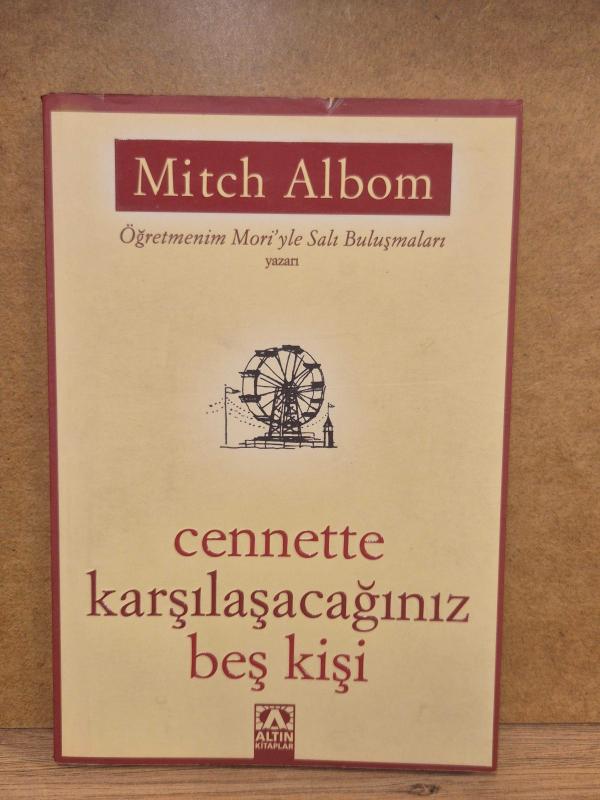 Mitch Albom
Öğretmenim Mori'yle Salı Buluşmaları
yazarı
cennette
karşılaşacağınız
beş kişi
ALTIN
KİTAPLAR